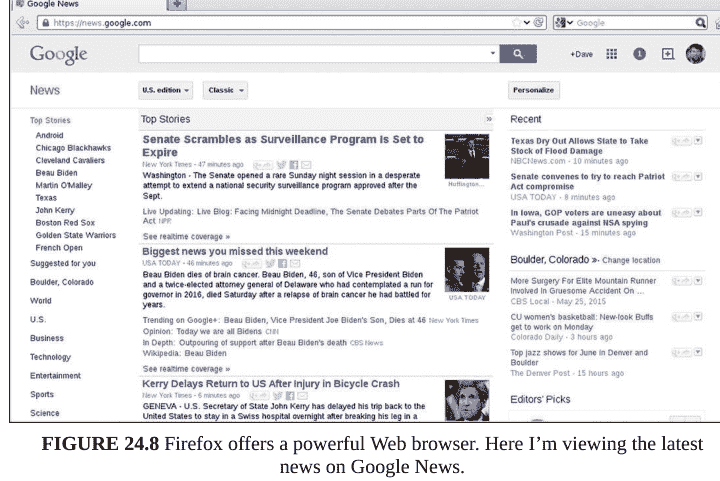 Google News
https://news.google.com
Google
Google
+Dave
1
News
U.S. edition
Classic
Personalize
Top Stories
Android
Chicago Blackhawks
Cleveland Cavaliers
Beau Biden
Martin O'Malley
Texas
John Kerry
Boston Red Sox
Golden State Warriors
French Open
Suggested for you
Boulder, Colorado
World
U.S.
Business
Technology
Entertainment
Sports
Science
Top Stories »
Senate Scrambles as Surveillance Program is Set to
Expire
New York Times - 47 minutes ago
Washington - The Senate opened a rare Sunday night session in a desperate
attempt to extend a national security surveillance program approved after the
Sept.
Live Updating: Live Blog: Facing Midnight Deadline, The Senate Debates Parts Of The Patriot
Act NPR
See realtime coverage »
Huffington...
Biggest news you missed this weekend
USA TODAY - 46 minutes ago
Beau Biden dies of brain cancer. Beau Biden, 46, son of Vice President Biden
and a twice-elected attorney general of Delaware who had contemplated a run for
governor in 2016, died Saturday after a relapse of brain cancer he had battled for
years.
USA TODAY
Trending on Google+: Beau Biden, Vice President Joe Biden's Son, Dies at 46 New York Times
Opinion: Today we are all Bidens CNN
In Depth: Outpouring of support after Beau Biden's death CBS News
Wikipedia: Beau Biden
See realtime coverage »
Kerry Delays Return to US After Injury in Bicycle Crash
New York Times - 6 minutes ago
GENEVA - U.S. Secretary of State John Kerry has delayed his trip back to the
United States to stay in a Swiss hospital overnight after breaking his leg in a
Recent
Texas Dry Out Allows State to Take
Stock of Flood Damage
NBCNews.com - 10 minutes ago
Senate convenes to try to reach Patriot
Act compromise
USA TODAY - 8 minutes ago
In Iowa, GOP voters are uneasy about
Paul's crusade against NSA spying
Washington Post - 15 minutes ago
Boulder, Colorado » - Change location
More Surgery For Elite Mountain Runner
Involved In Gruesome Accident On ...
CBS Local - May 25, 2015
CU women's basketball: New-look Buffs
get to work on Monday
Colorado Daily - 3 hours ago
Top jazz shows for June in Denver and
Boulder
The Denver Post - 15 hours ago
Editors' Picks
FIGURE 24.8 Firefox offers a powerful Web browser. Here I'm viewing the latest
news on Google News.